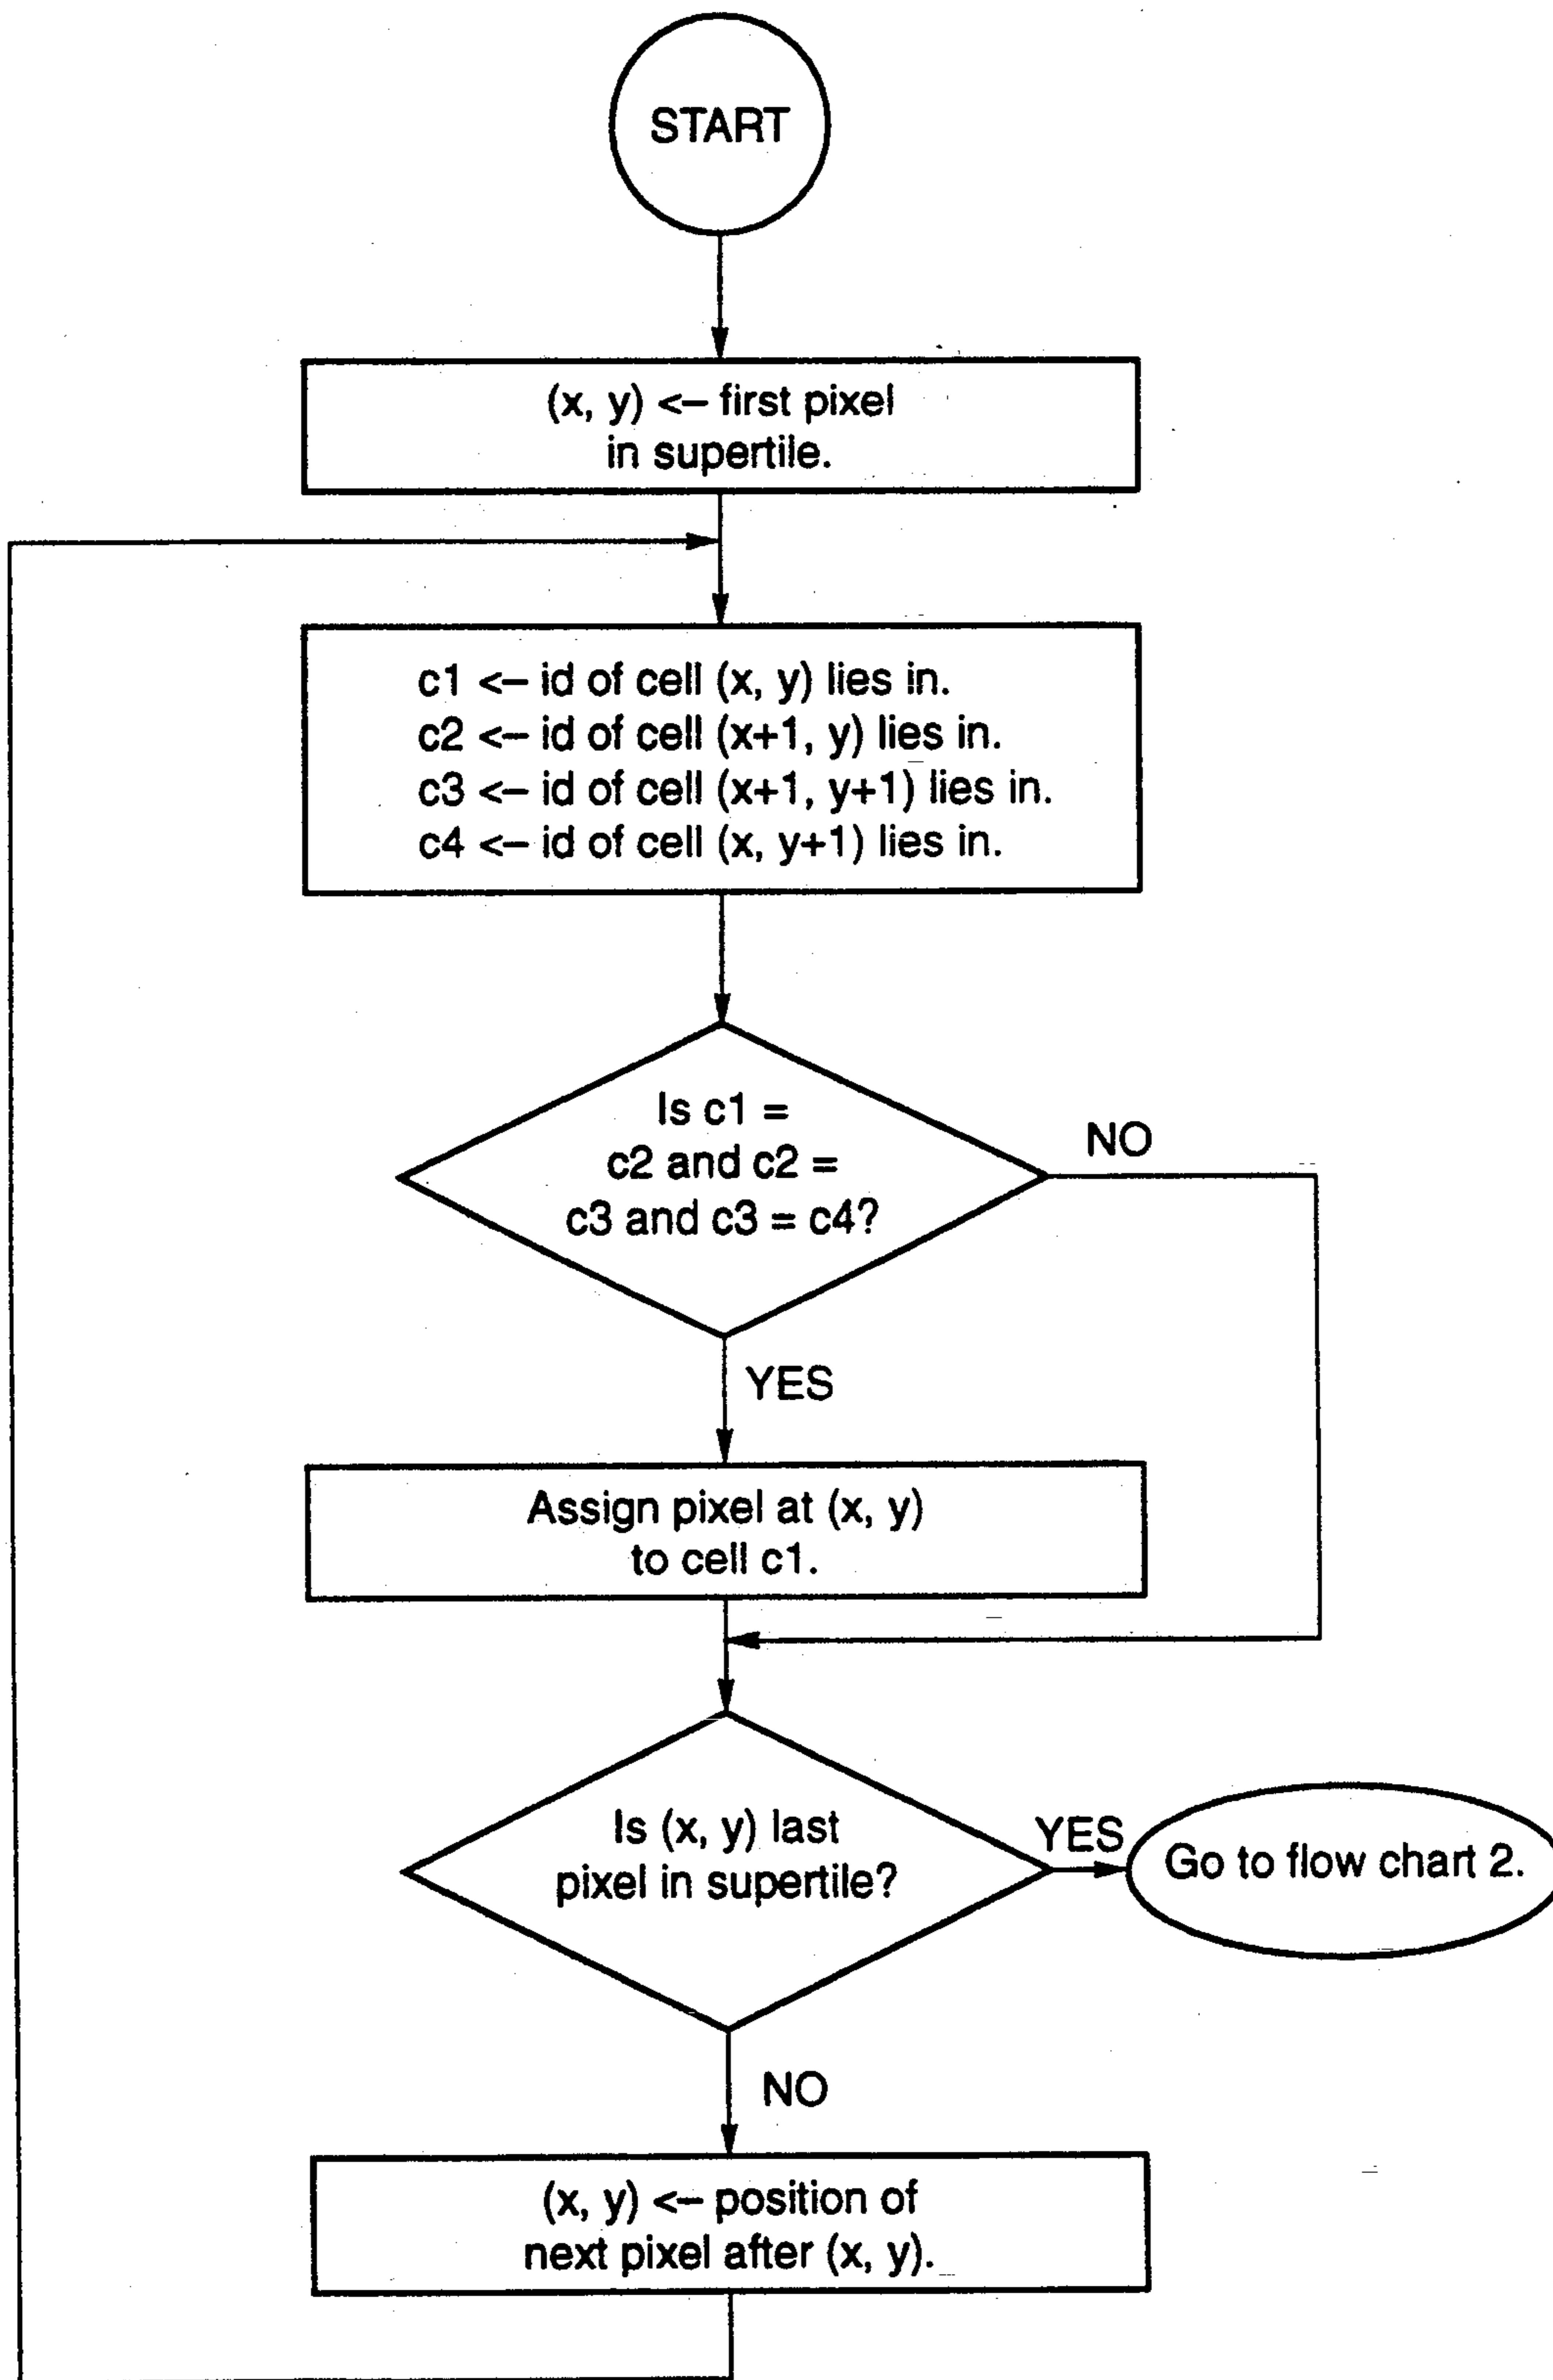 START
(x, y) <– first pixel
in supertile.
c1 <– id of cell (x, y) lies in.
c2 <– id of cell (x+1, y) lies in.
c3 <– id of cell (x+1, y+1) lies in.
c4 <– id of cell (x, y+1) lies in.
Is c1 =
c2 and c2 =
c3 and c3 = c4?
NO
YES
Assign pixel at (x, y)
to cell c1.
Is (x, y) last
pixel in supertile?
YES
Go to flow chart 2.
NO
(x, y) <– position of
next pixel after (x, y).